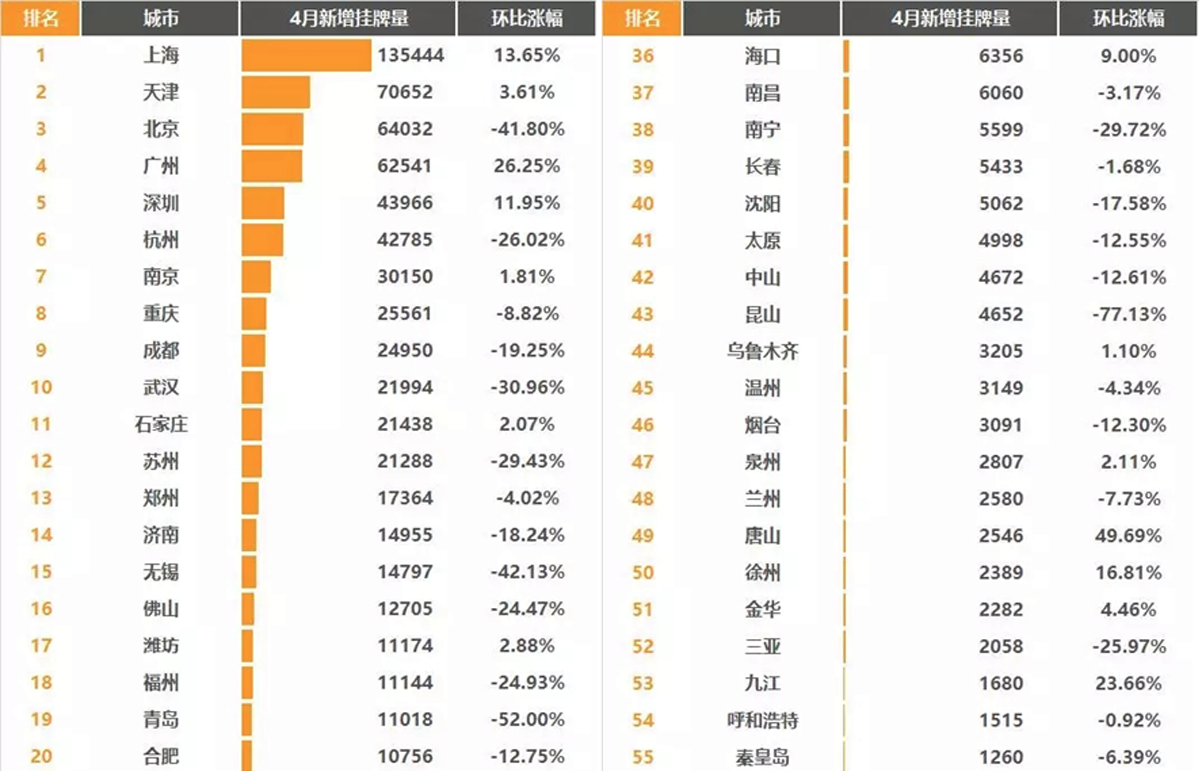 排名 城市 4月新增挂牌量 环比涨幅
1 上海 135444 13.65%
2 天津 70652 3.61%
3 北京 64032 -41.80%
4 广州 62541 26.25%
5 深圳 43966 11.95%
6 杭州 42785 -26.02%
7 南京 30150 1.81%
8 重庆 25561 -8.82%
9 成都 24950 -19.25%
10 武汉 21994 -30.96%
11 石家庄 21438 2.07%
12 苏州 21288 -29.43%
13 郑州 17364 -4.02%
14 济南 14955 -18.24%
15 无锡 14797 -42.13%
16 佛山 12705 -24.47%
17 潍坊 11174 2.88%
18 福州 11144 -24.93%
19 青岛 11018 -52.00%
20 合肥 10756 -12.75%
排名 城市 4月新增挂牌量 环比涨幅
36 海口 6356 9.00%
37 南昌 6060 -3.17%
38 南宁 5599 -29.72%
39 长春 5433 -1.68%
40 沈阳 5062 -17.58%
41 太原 4998 -12.55%
42 中山 4672 -12.61%
43 昆山 4652 -77.13%
44 乌鲁木齐 3205 1.10%
45 温州 3149 -4.34%
46 烟台 3091 -12.30%
47 泉州 2807 2.11%
48 兰州 2580 -7.73%
49 唐山 2546 49.69%
50 徐州 2389 16.81%
51 金华 2282 4.46%
52 三亚 2058 -25.97%
53 九江 1680 23.66%
54 呼和浩特 1515 -0.92%
55 秦皇岛 1260 -6.39%